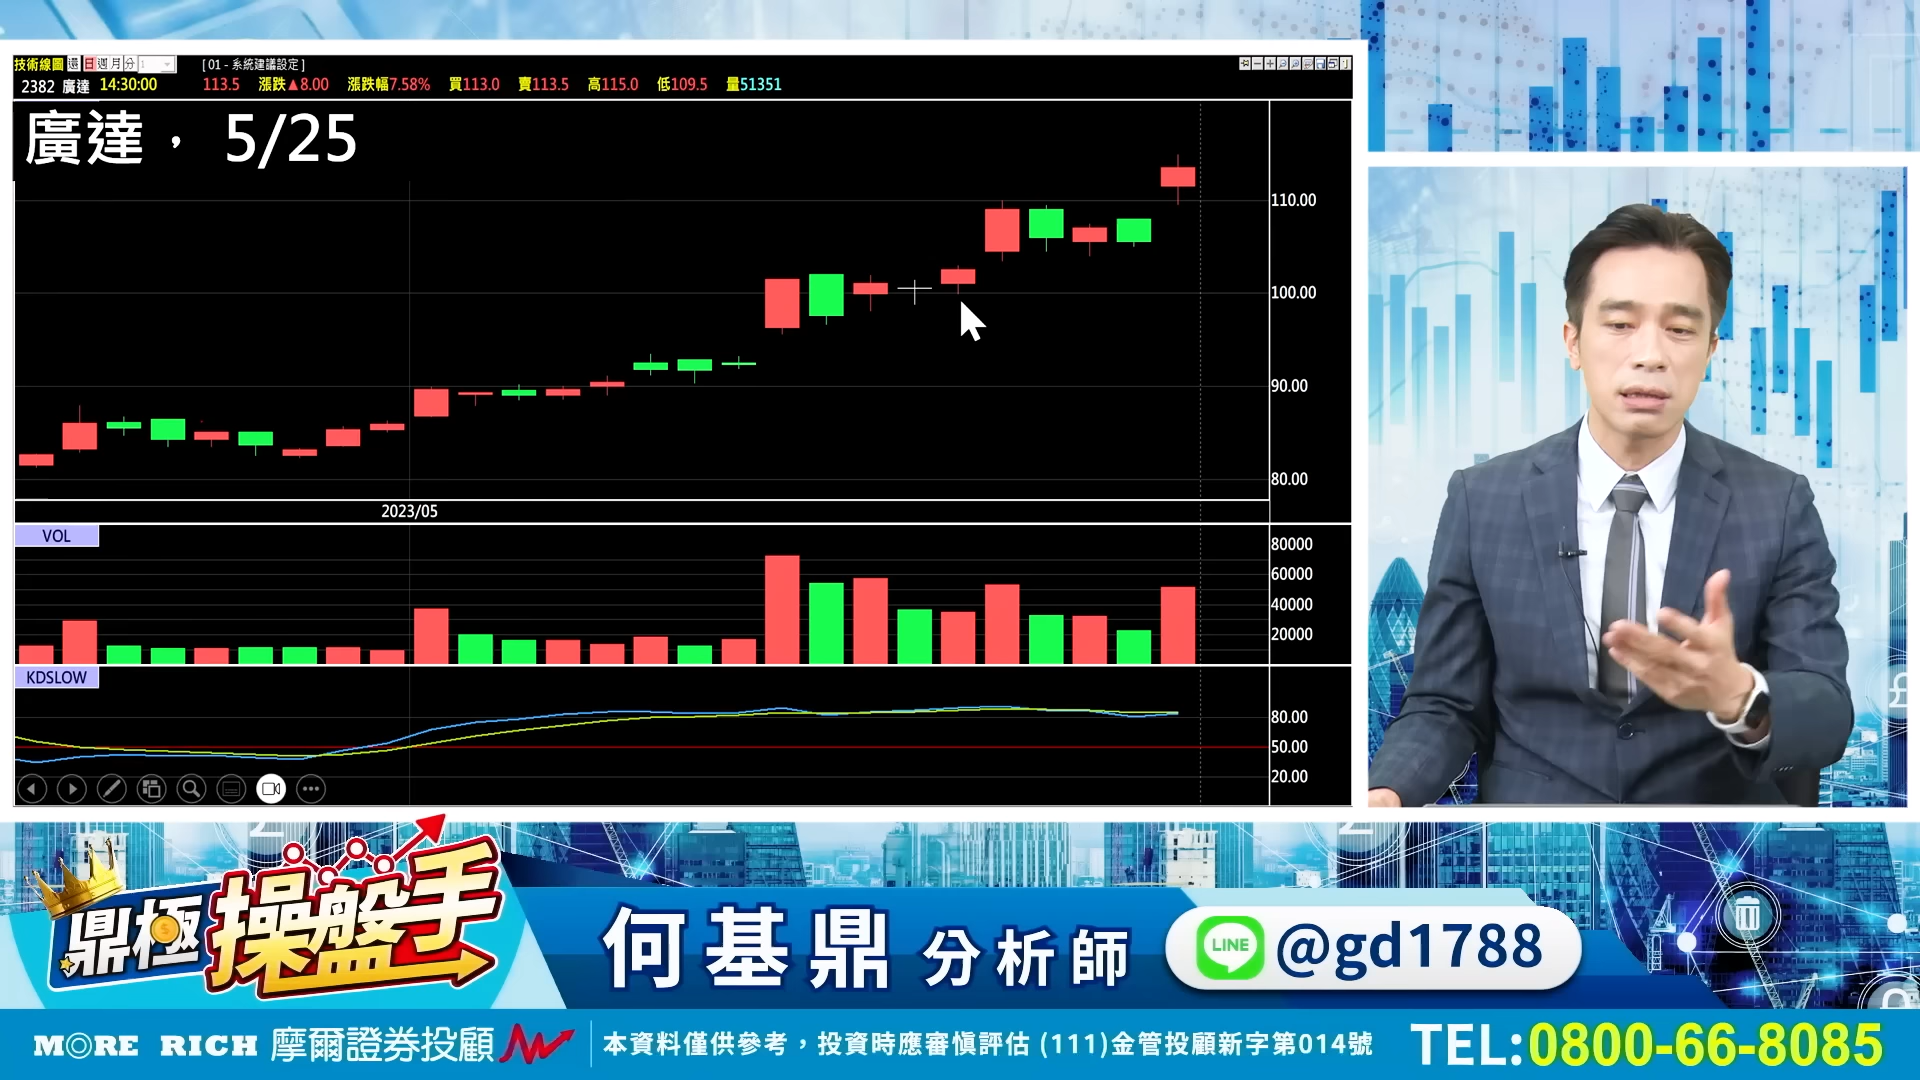 技術線圖 還 日 週 月 分 1 [ 01 - 系統建議設定 ]
2382 廣達 14:30:00 113.5 漲跌▲8.00 漲跌幅7.58% 買113.0 賣113.5 高115.0 低109.5 量51351
廣達， 5/25
110.00
100.00
90.00
80.00
2023/05
VOL
80000
60000
40000
20000
KDSLOW
80.00
50.00
20.00
鼎極操盤手
何基鼎 分析師
LINE @gd1788
MORE RICH 摩爾證券投顧
本資料僅供參考，投資時應審慎評估 (111)金管投顧新字第014號
TEL:0800-66-8085